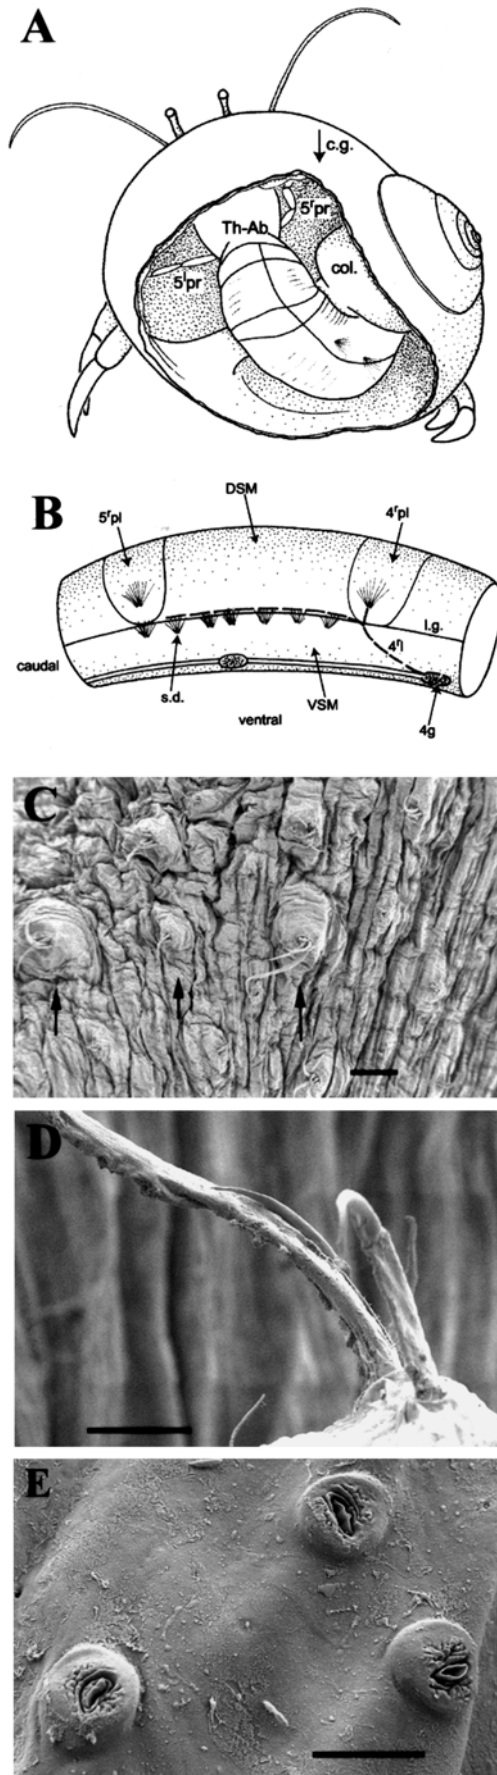 A
c.g.
5ʳpr
Th-Ab
col.
5ˡpr
B
DSM
5ʳpl
4ʳpl
l.g.
4ʳl
caudal
s.d.
VSM
4g
ventral
C
D
E